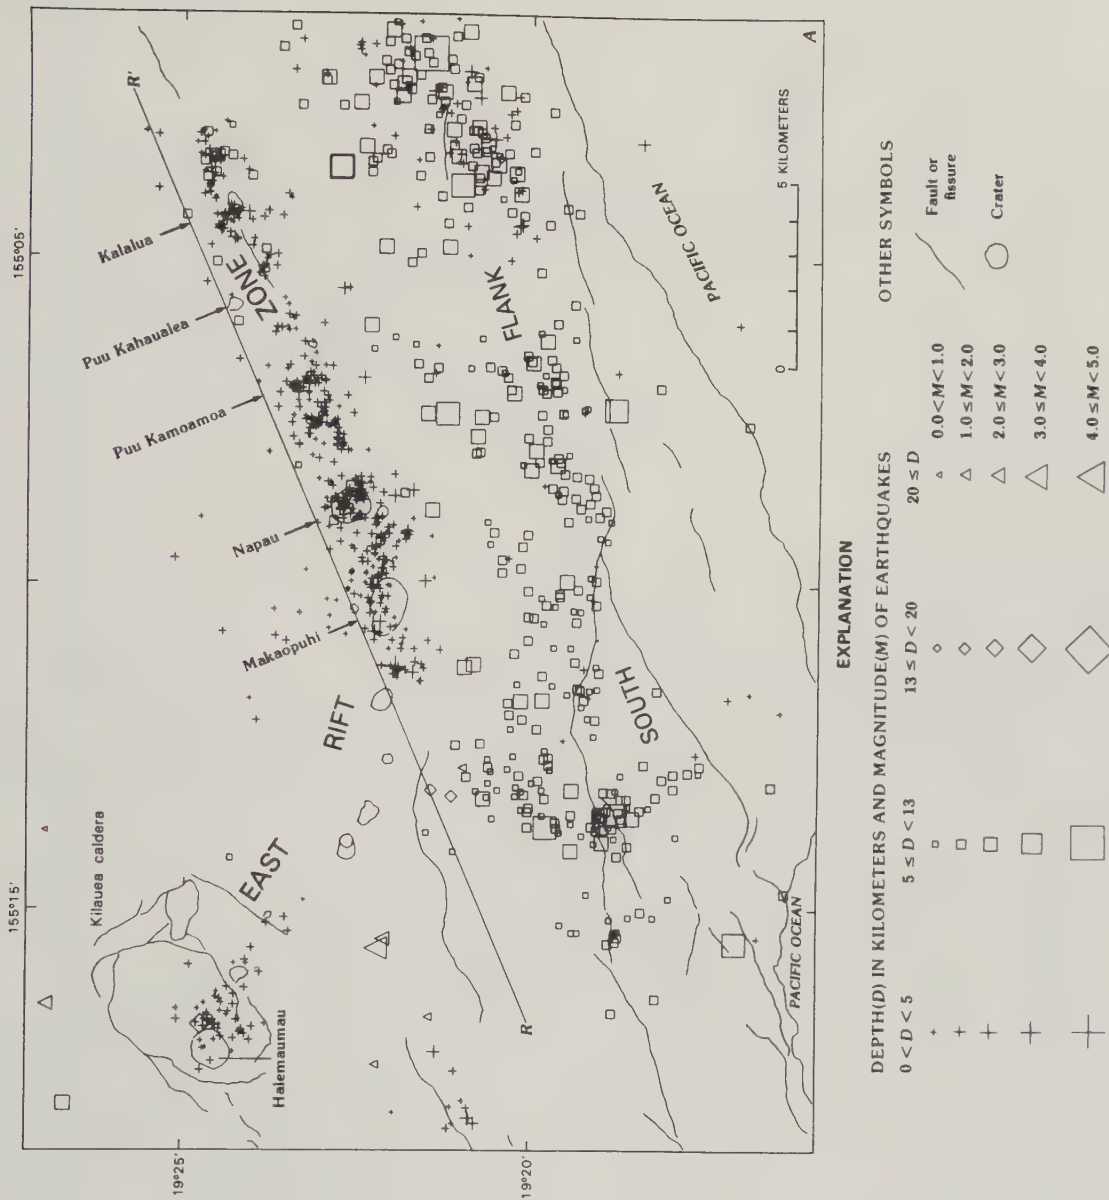 155°15′
155°05′
19°25′
19°20′
Kilauea caldera
Halemaumau
EAST
RIFT
ZONE
Makaopuhi
Napau
Puu Kamoamoa
Puu Kahaualea
Kalalua
R
R′
SOUTH
FLANK
PACIFIC OCEAN
PACIFIC OCEAN
0 5 KILOMETERS
A
EXPLANATION
DEPTH(D) IN KILOMETERS AND MAGNITUDE(M) OF EARTHQUAKES
0 < D < 5 5 ≤ D < 13 13 ≤ D < 20 20 ≤ D
0.0 < M < 1.0
1.0 ≤ M < 2.0
2.0 ≤ M < 3.0
3.0 ≤ M < 4.0
4.0 ≤ M < 5.0
OTHER SYMBOLS
Fault or
fissure
Crater